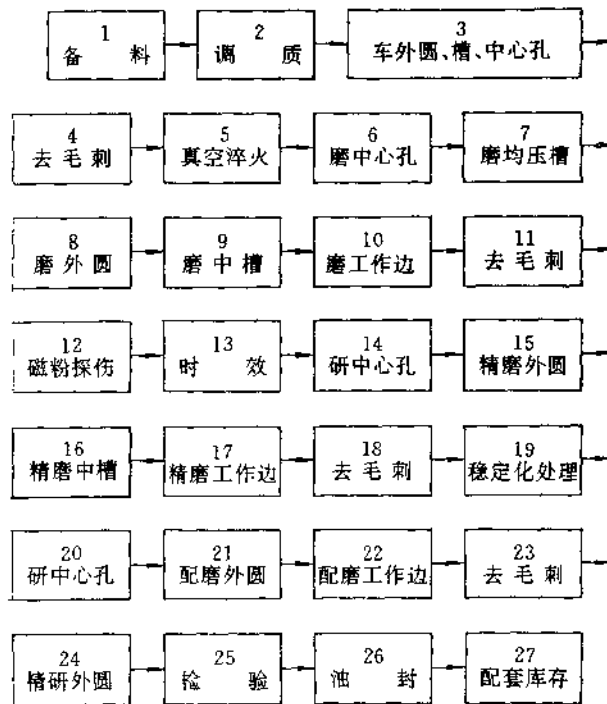 1 2 3
备 料 调 质 车外圆、槽、中心孔
4 5 6 7
去毛刺 真空淬火 磨中心孔 磨均压槽
8 9 10 11
磨外圆 磨中槽 磨工作边 去毛刺
12 13 14 15
磁粉探伤 时 效 研中心孔 精磨外圆
16 17 18 19
精磨中槽 精磨工作边 去毛刺 稳定化处理
20 21 22 23
研中心孔 配磨外圆 配磨工作边 去毛刺
24 25 26 27
精研外圆 检 验 油 封 配套库存